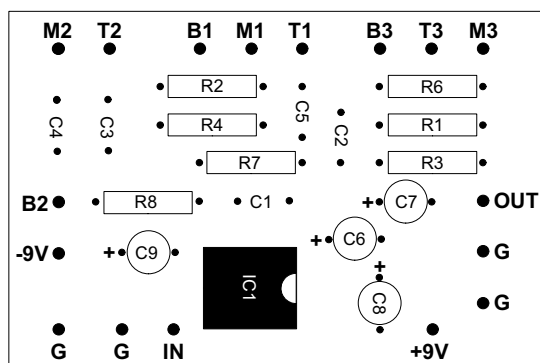 M2 T2 B1 M1 T1 B3 T3 M3
R2 R6
C4 C3 R4 C5 C2 R1
R7 R3
B2 R8 C1 + C7 OUT
-9V + C9 + C6 G
IC1 + C8 G
G G IN +9V